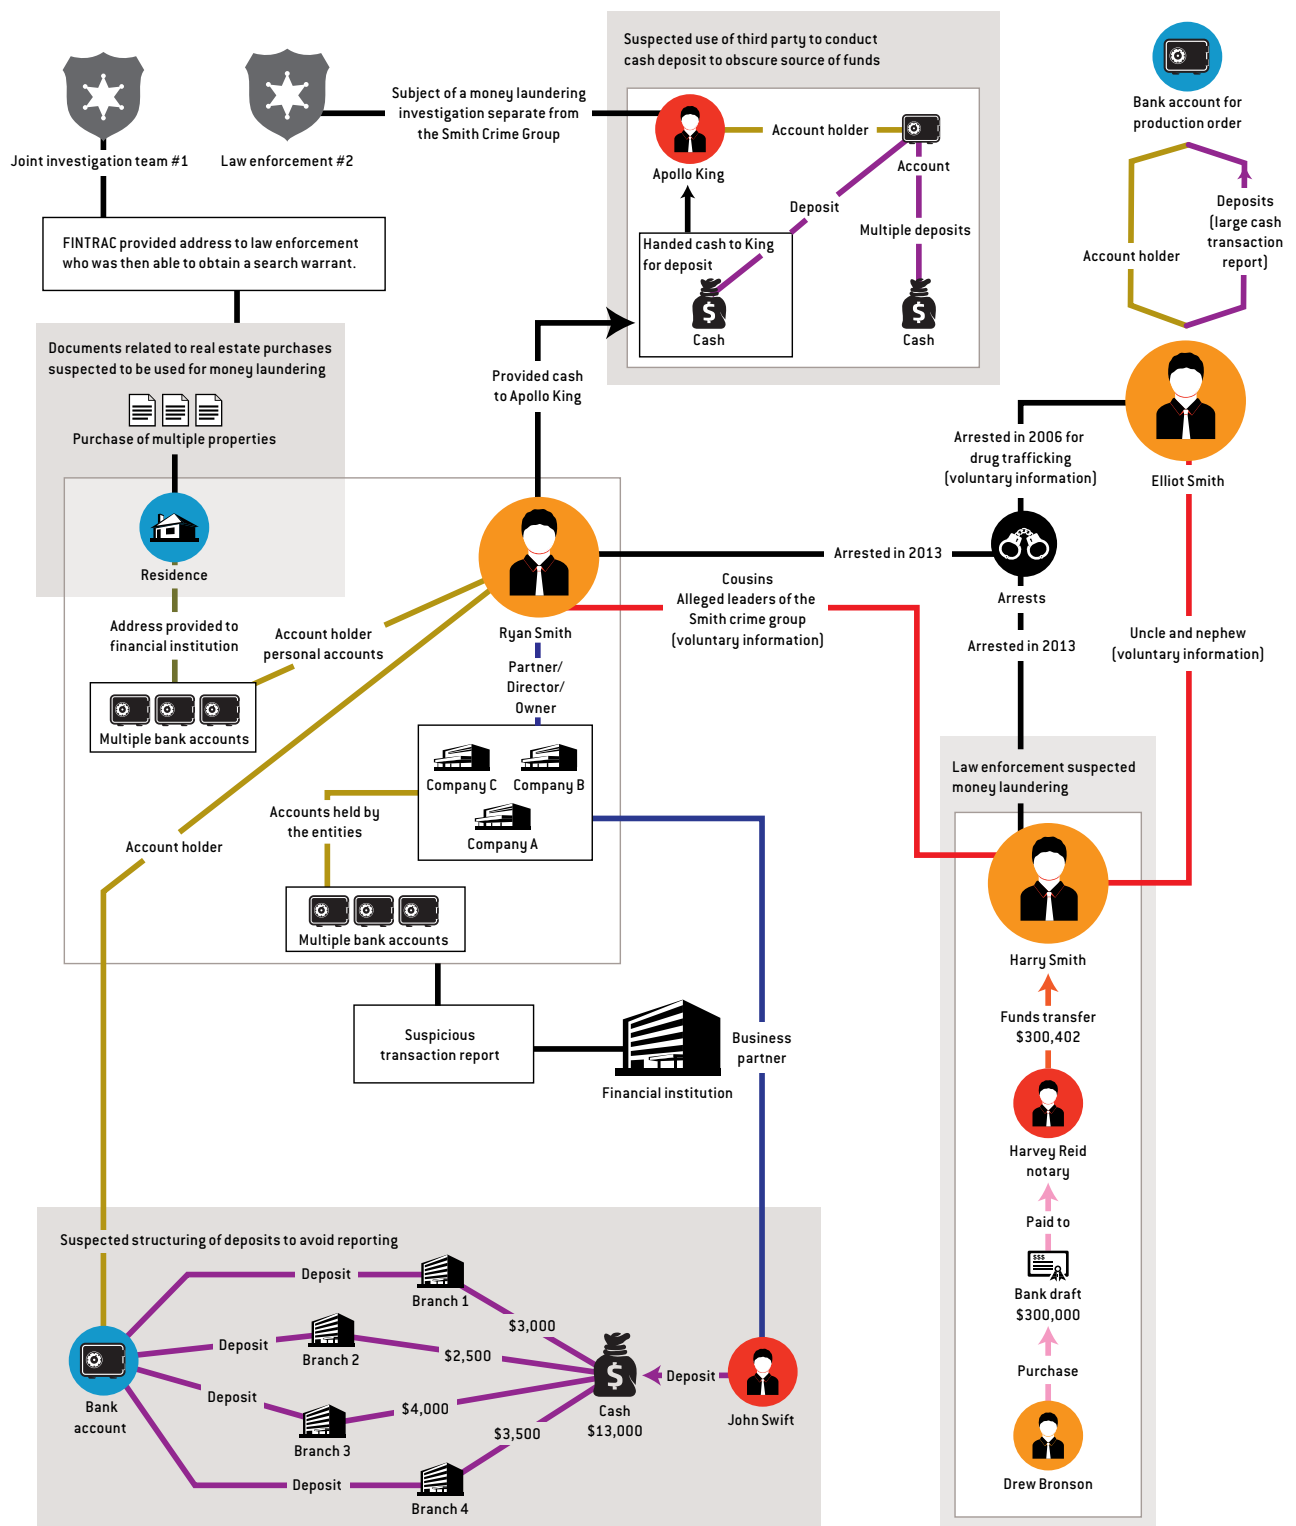 Joint investigation team #1
Law enforcement #2
Subject of a money laundering
investigation separate from
the Smith Crime Group
Suspected use of third party to conduct
cash deposit to obscure source of funds
Apollo King
Account holder
Account
Deposit
Multiple deposits
Handed cash to King
for deposit
$
Cash
$
Cash
Bank account for
production order
Deposits
(large cash
transaction
report)
Account holder
Elliot Smith
FINTRAC provided address to law enforcement
who was then able to obtain a search warrant.
Documents related to real estate purchases
suspected to be used for money laundering
Purchase of multiple properties
Residence
Address provided to
financial institution
Account holder
personal accounts
Multiple bank accounts
Provided cash
to Apollo King
Ryan Smith
Partner/
Director/
Owner
Company C
Company B
Company A
Accounts held by
the entities
Multiple bank accounts
Account holder
Arrested in 2006 for
drug trafficking
(voluntary information)
Arrested in 2013
Arrests
Arrested in 2013
Cousins
Alleged leaders of the
Smith crime group
(voluntary information)
Uncle and nephew
(voluntary information)
Law enforcement suspected
money laundering
Harry Smith
Funds transfer
$300,402
Harvey Reid
notary
Paid to
$$$
Bank draft
$300,000
Purchase
Drew Bronson
Suspicious
transaction report
Financial institution
Business
partner
Suspected structuring of deposits to avoid reporting
Deposit
Branch 1
$3,000
Deposit
Branch 2
$2,500
Deposit
Branch 3
$4,000
Deposit
Branch 4
$3,500
Bank
account
$
Cash
$13,000
Deposit
John Swift